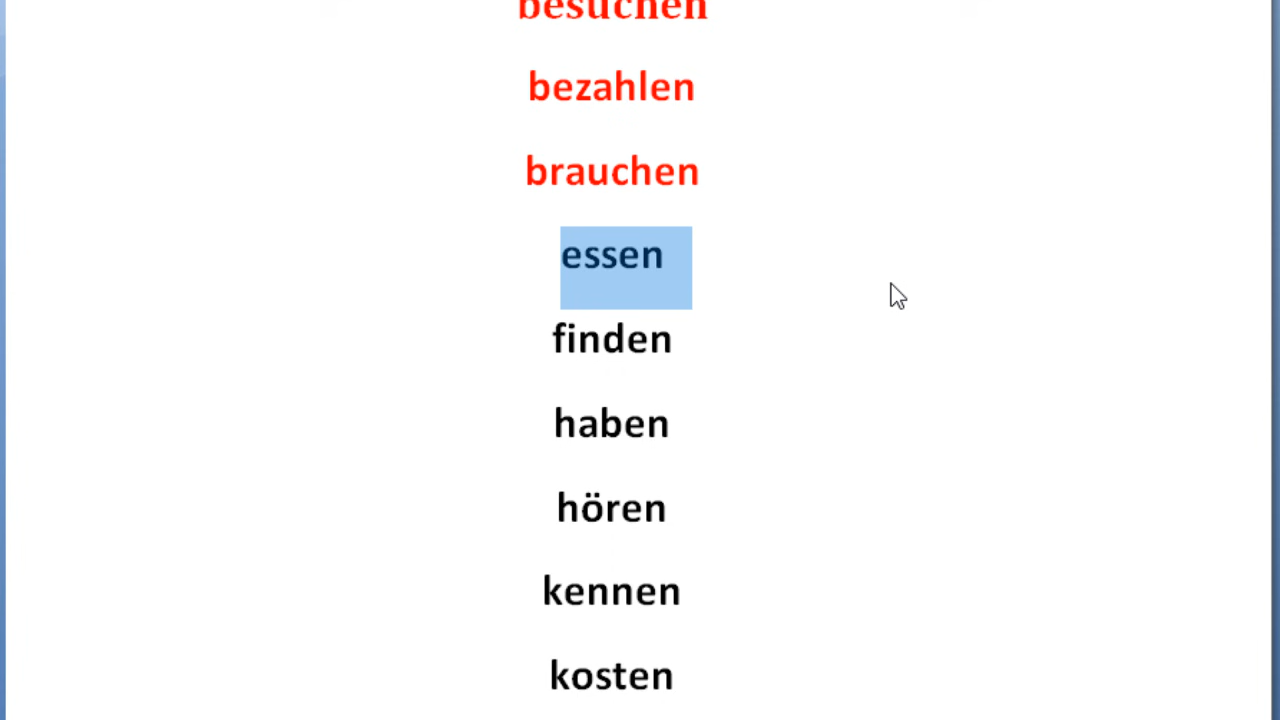 besuchen
bezahlen
brauchen
essen
finden
haben
hören
kennen
kosten